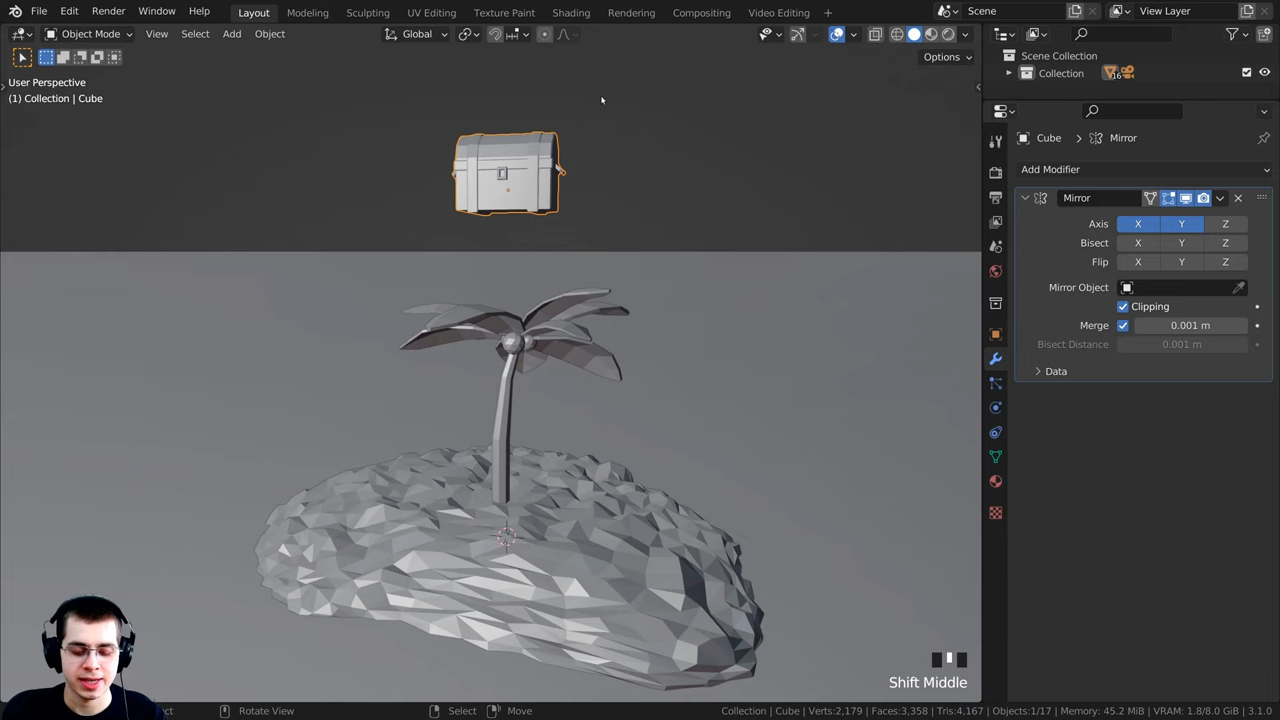 File Edit Render Window Help Layout Modeling Sculpting UV Editing Texture Paint Shading Animation Rendering Compositing Video Editing + Scene View Layer
Object Mode View Select Add Object Global
Options
User Perspective
(1) Collection | Cube
Scene Collection
Collection 16
Cube > Mirror
Add Modifier
Mirror
Axis X Y Z
Bisect X Y Z
Flip X Y Z
Mirror Object
Clipping
Merge 0.001 m
Bisect Distance 0.001 m
Data
Shift Middle
Rotate View Select Move Collection | Cube | Verts:2,179 | Faces:3,358 | Tris:4,167 | Objects:1/17 | Memory: 45.2 MiB | VRAM: 1.8/8.0 GiB | 3.1.0